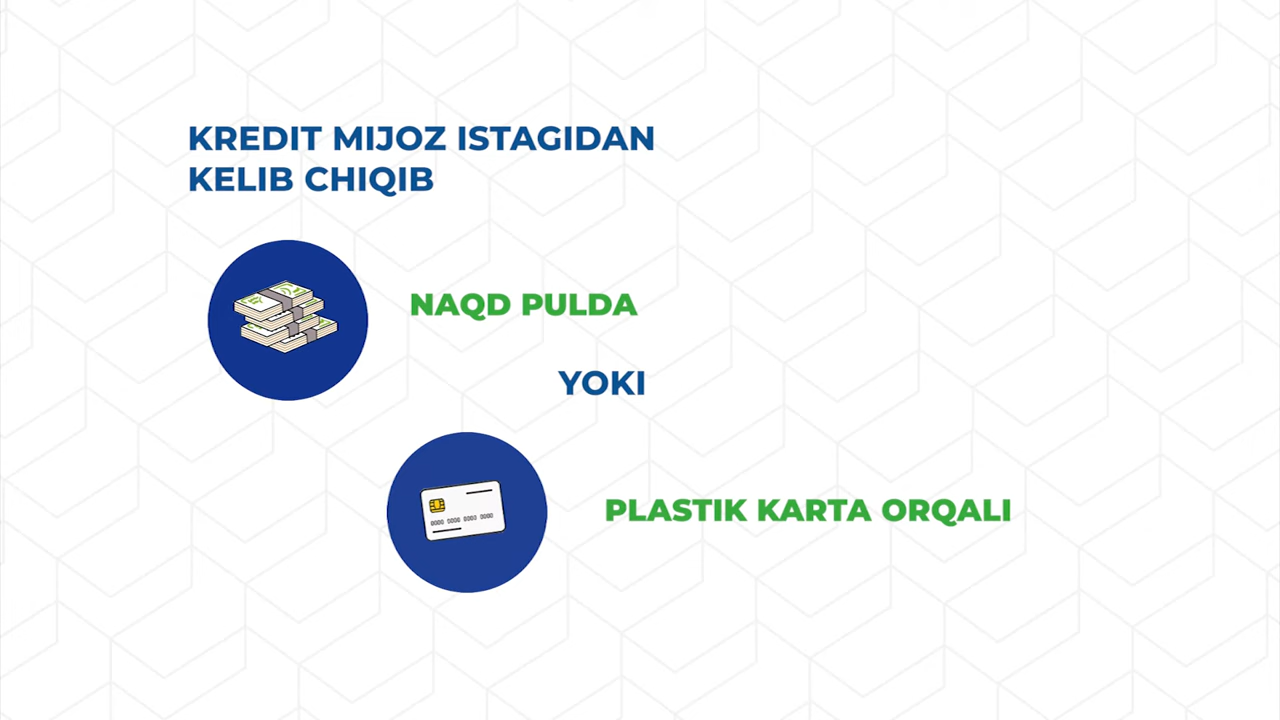 KREDIT MIJOZ ISTAGIDAN
KELIB CHIQIB
NAQD PULDA
YOKI
PLASTIK KARTA ORQALI